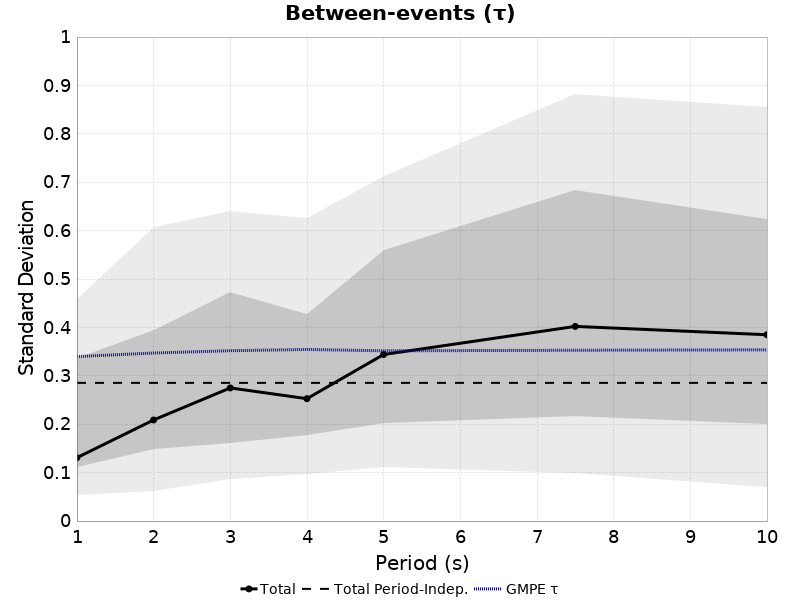 Between-events (τ)
1
0.9
0.8
0.7
0.6
0.5
0.4
0.3
0.2
0.1
0
Standard Deviation
1 2 3 4 5 6 7 8 9 10
Period (s)
Total Total Period-Indep. GMPE τ